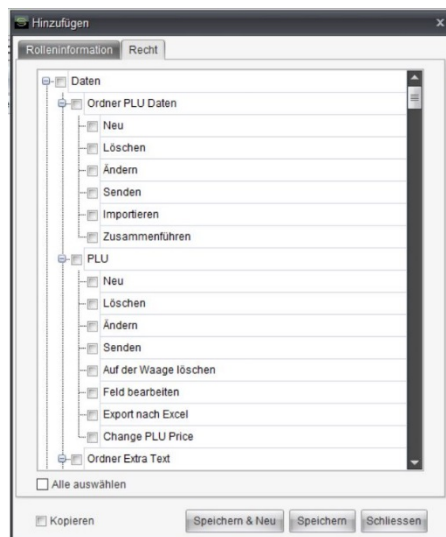 Hinzufügen
x
Rolleninformation Recht
Daten
Ordner PLU Daten
Neu
Löschen
Ändern
Senden
Importieren
Zusammenführen
PLU
Neu
Löschen
Ändern
Senden
Auf der Waage löschen
Feld bearbeiten
Export nach Excel
Change PLU Price
Ordner Extra Text
Alle auswählen
Kopieren Speichern & Neu Speichern Schliessen